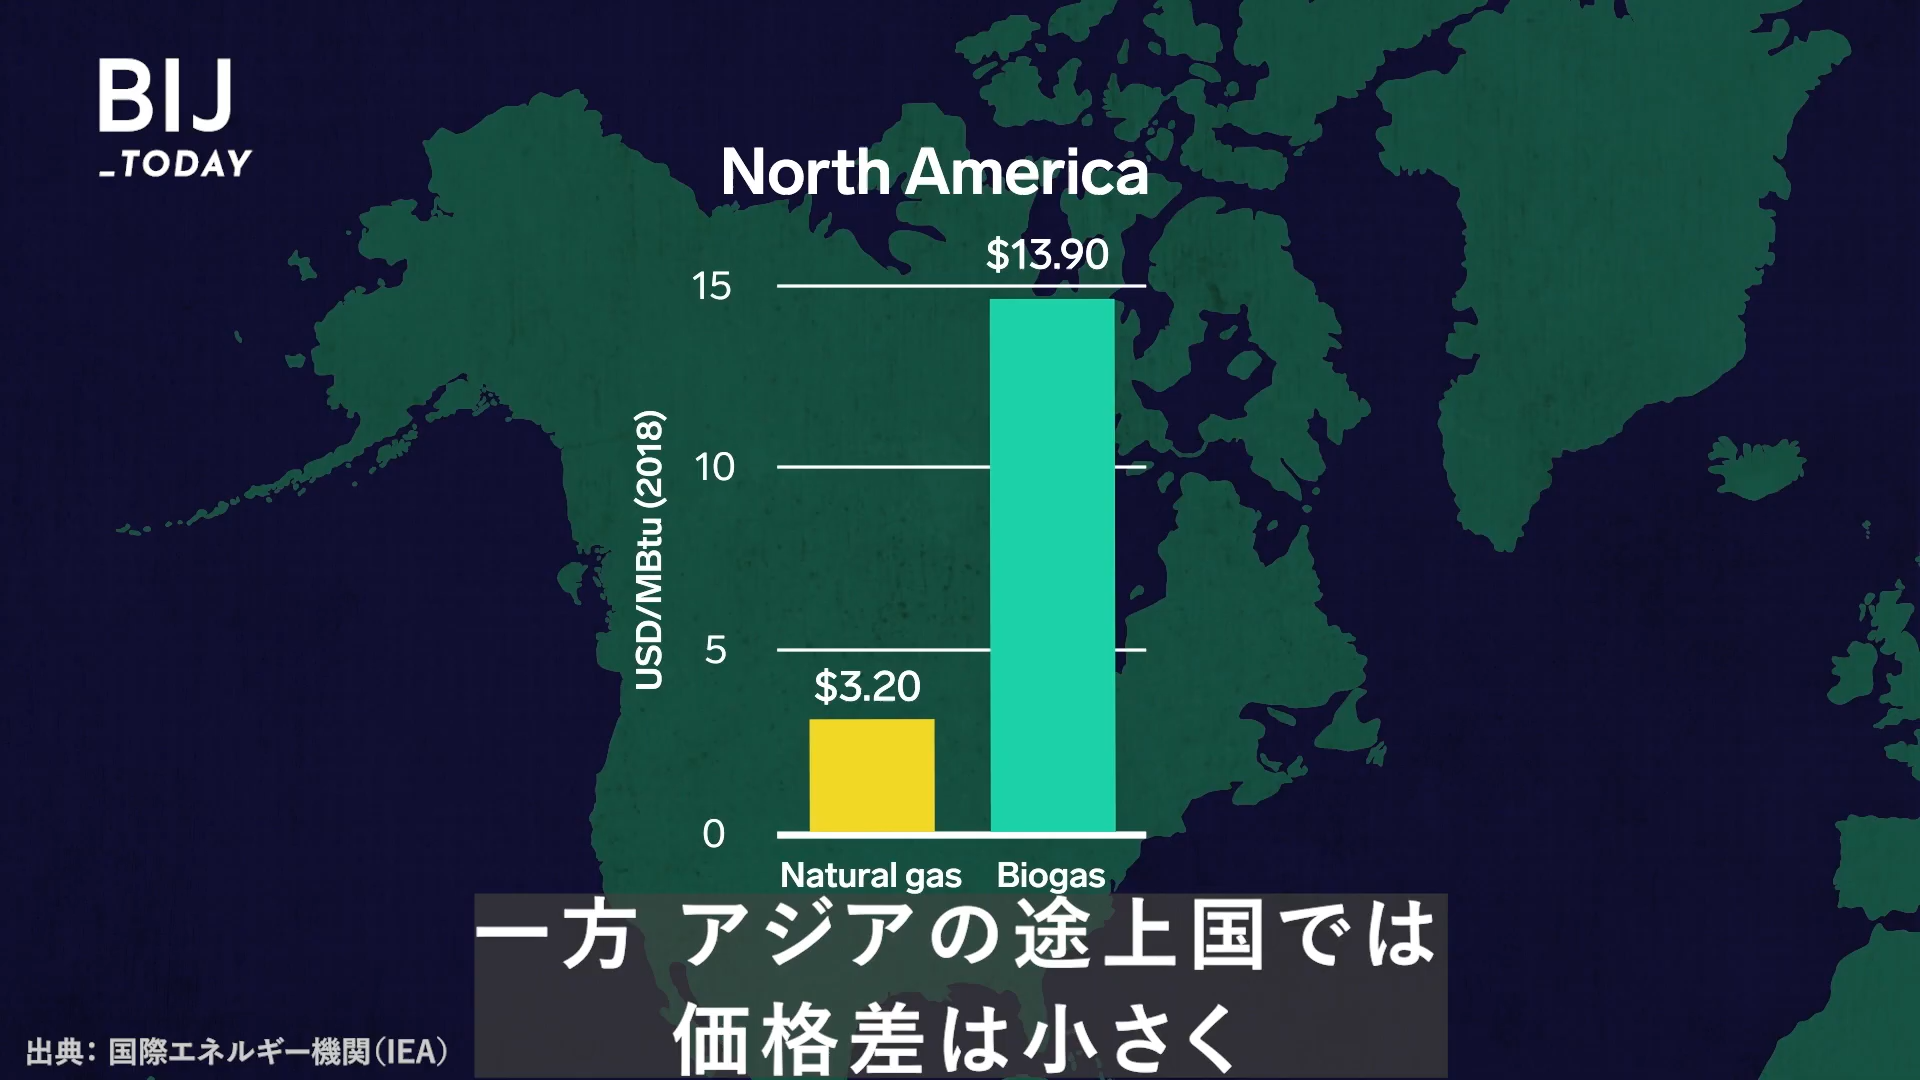 BIJ
_TODAY
North America
$13.90
15
10
5
0
USD/MBtu (2018)
$3.20
Natural gas
Biogas
一方 アジアの途上国では
価格差は小さく
出典: 国際エネルギー機関(IEA)